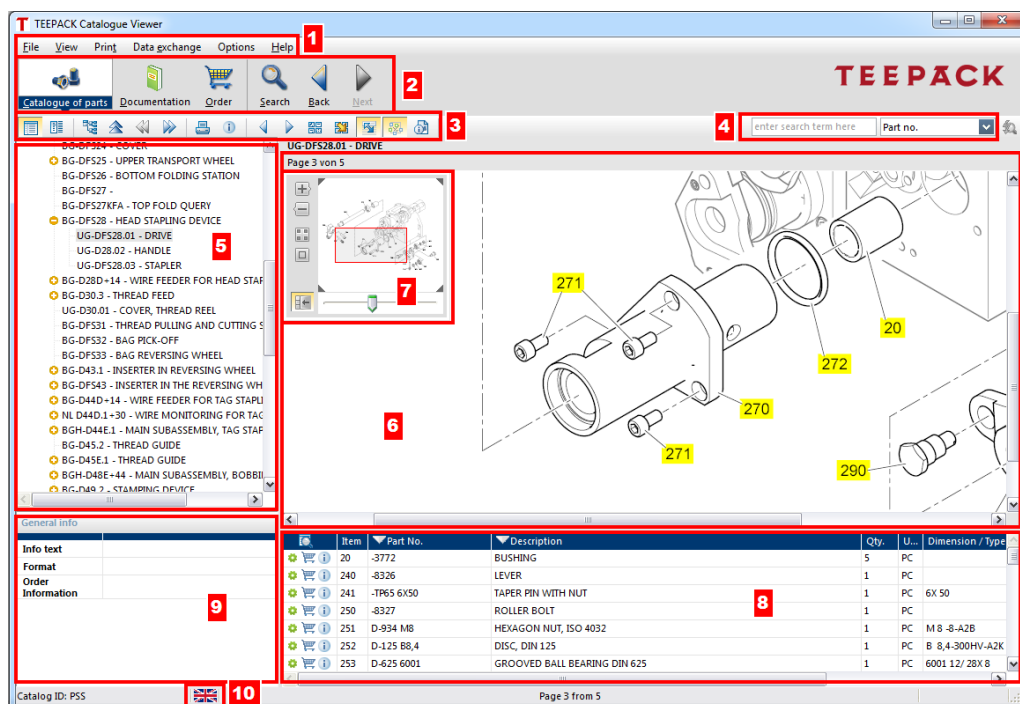 TEEPACK Catalogue Viewer
File View Print Data exchange Options Help
1
Catalogue of parts Documentation Order Search Back Next
2
TEEPACK
3
4
enter search term here Part no.
BG-DFS24 - COVER
BG-DFS25 - UPPER TRANSPORT WHEEL
BG-DFS26 - BOTTOM FOLDING STATION
BG-DFS27 -
BG-DFS27KFA - TOP FOLD QUERY
BG-DFS28 - HEAD STAPLING DEVICE
UG-DFS28.01 - DRIVE
UG-D28.02 - HANDLE
UG-DFS28.03 - STAPLER
BG-D28D+14 - WIRE FEEDER FOR HEAD STAP
BG-D30.3 - THREAD FEED
UG-D30.01 - COVER, THREAD REEL
BG-DFS31 - THREAD PULLING AND CUTTING S
BG-DFS32 - BAG PICK-OFF
BG-DFS33 - BAG REVERSING WHEEL
BG-D43.1 - INSERTER IN REVERSING WHEEL
BG-DFS43 - INSERTER IN THE REVERSING WH
BG-D44D+14 - WIRE FEEDER FOR TAG STAPLI
NL D44D.1+30 - WIRE MONITORING FOR TAG
BGH-D44E.1 - MAIN SUBASSEMBLY, TAG STAP
BG-D45.2 - THREAD GUIDE
BG-D45E.1 - THREAD GUIDE
BGH-D48E+44 - MAIN SUBASSEMBLY, BOBBI
BG-D49.2 - STAMPING DEVICE
5
UG-DFS28.01 - DRIVE
Page 3 von 5
7
6
271
20
272
270
271
290
General info
Info text
Format
Order
Information
9
Item Part No. Description Qty. U... Dimension / Type
20 -3772 BUSHING 5 PC
240 -8326 LEVER 1 PC
241 -TP65 6X50 TAPER PIN WITH NUT 1 PC 6X 50
250 -8327 ROLLER BOLT 1 PC
251 D-934 M8 HEXAGON NUT, ISO 4032 1 PC M 8 -8-A2B
252 D-125 B8,4 DISC, DIN 125 1 PC B 8,4-300HV-A2K
253 D-625 6001 GROOVED BALL BEARING DIN 625 1 PC 6001 12/ 28X 8
8
Catalog ID: PSS
10
Page 3 from 5